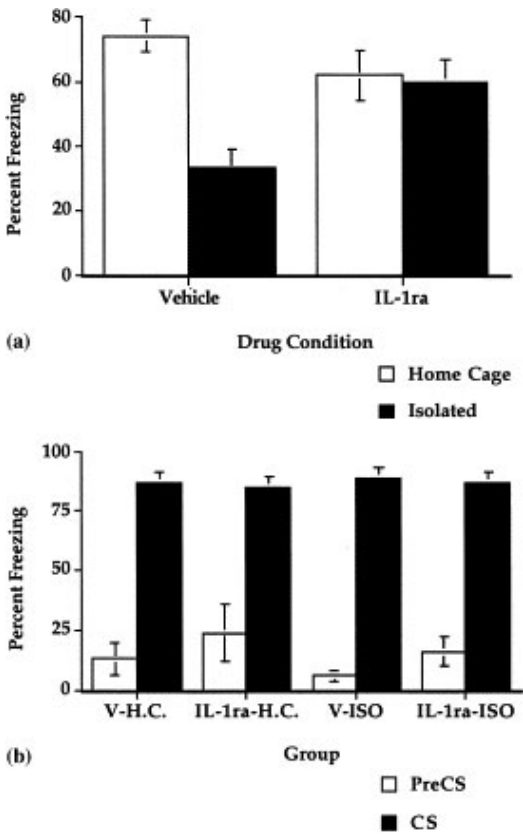 80
60
40
20
0
Percent Freezing
Vehicle IL-1ra
(a) Drug Condition
Home Cage
Isolated
100
75
50
25
0
Percent Freezing
V-H.C. IL-1ra-H.C. V-ISO IL-1ra-ISO
(b) Group
PreCS
CS